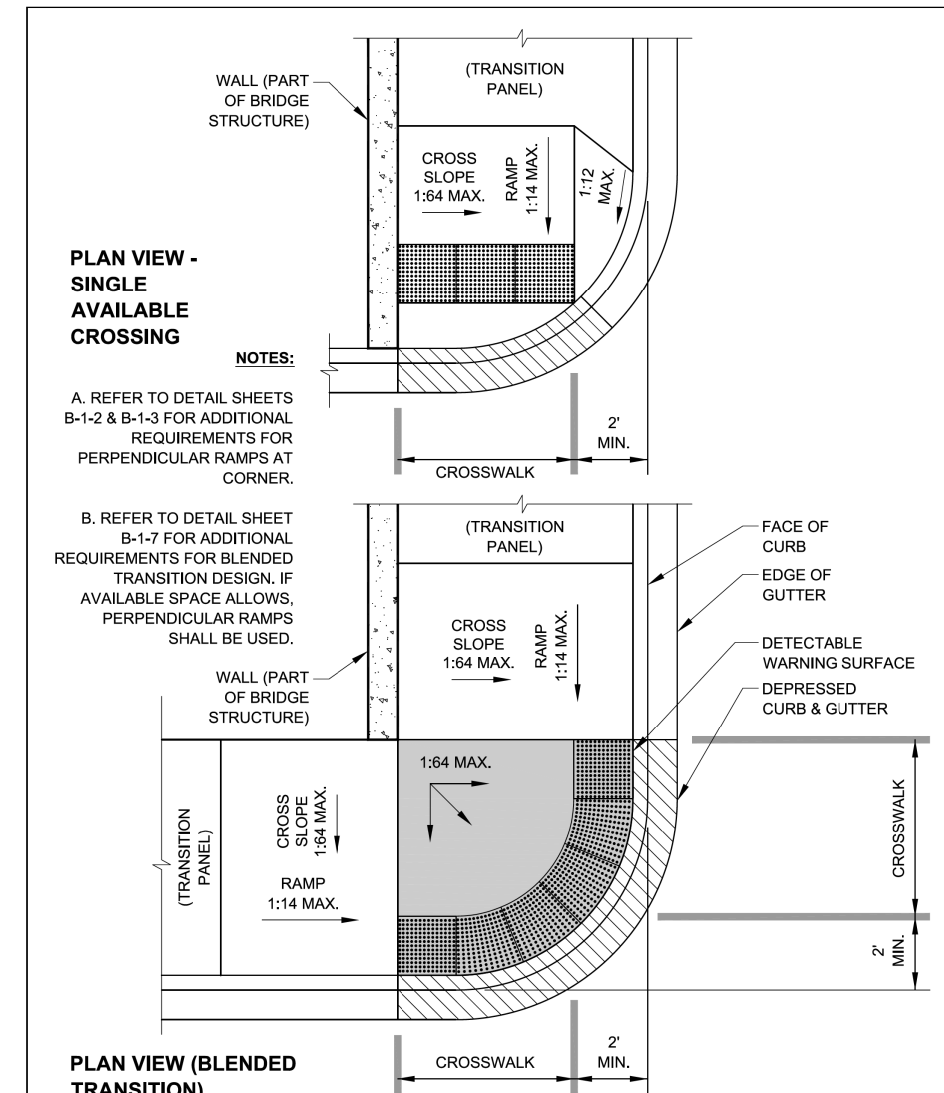 (TRANSITION
PANEL)
WALL (PART
OF BRIDGE
STRUCTURE)
CROSS
SLOPE
1:64 MAX.
RAMP
1:14 MAX.
1:12
MAX.
PLAN VIEW -
SINGLE
AVAILABLE
CROSSING
NOTES:
A. REFER TO DETAIL SHEETS
B-1-2 & B-1-3 FOR ADDITIONAL
REQUIREMENTS FOR
PERPENDICULAR RAMPS AT
CORNER.
B. REFER TO DETAIL SHEET
B-1-7 FOR ADDITIONAL
REQUIREMENTS FOR BLENDED
TRANSITION DESIGN. IF
AVAILABLE SPACE ALLOWS,
PERPENDICULAR RAMPS
SHALL BE USED.
2'
MIN.
CROSSWALK
(TRANSITION
PANEL)
FACE OF
CURB
EDGE OF
GUTTER
DETECTABLE
WARNING SURFACE
DEPRESSED
CURB & GUTTER
CROSS
SLOPE
1:64 MAX.
RAMP
1:14 MAX.
WALL (PART
OF BRIDGE
STRUCTURE)
1:64 MAX.
(TRANSITION
PANEL)
CROSS
SLOPE
1:64 MAX.
RAMP
1:14 MAX.
CROSSWALK
2'
MIN.
2'
MIN.
CROSSWALK
PLAN VIEW (BLENDED
TRANSITION)